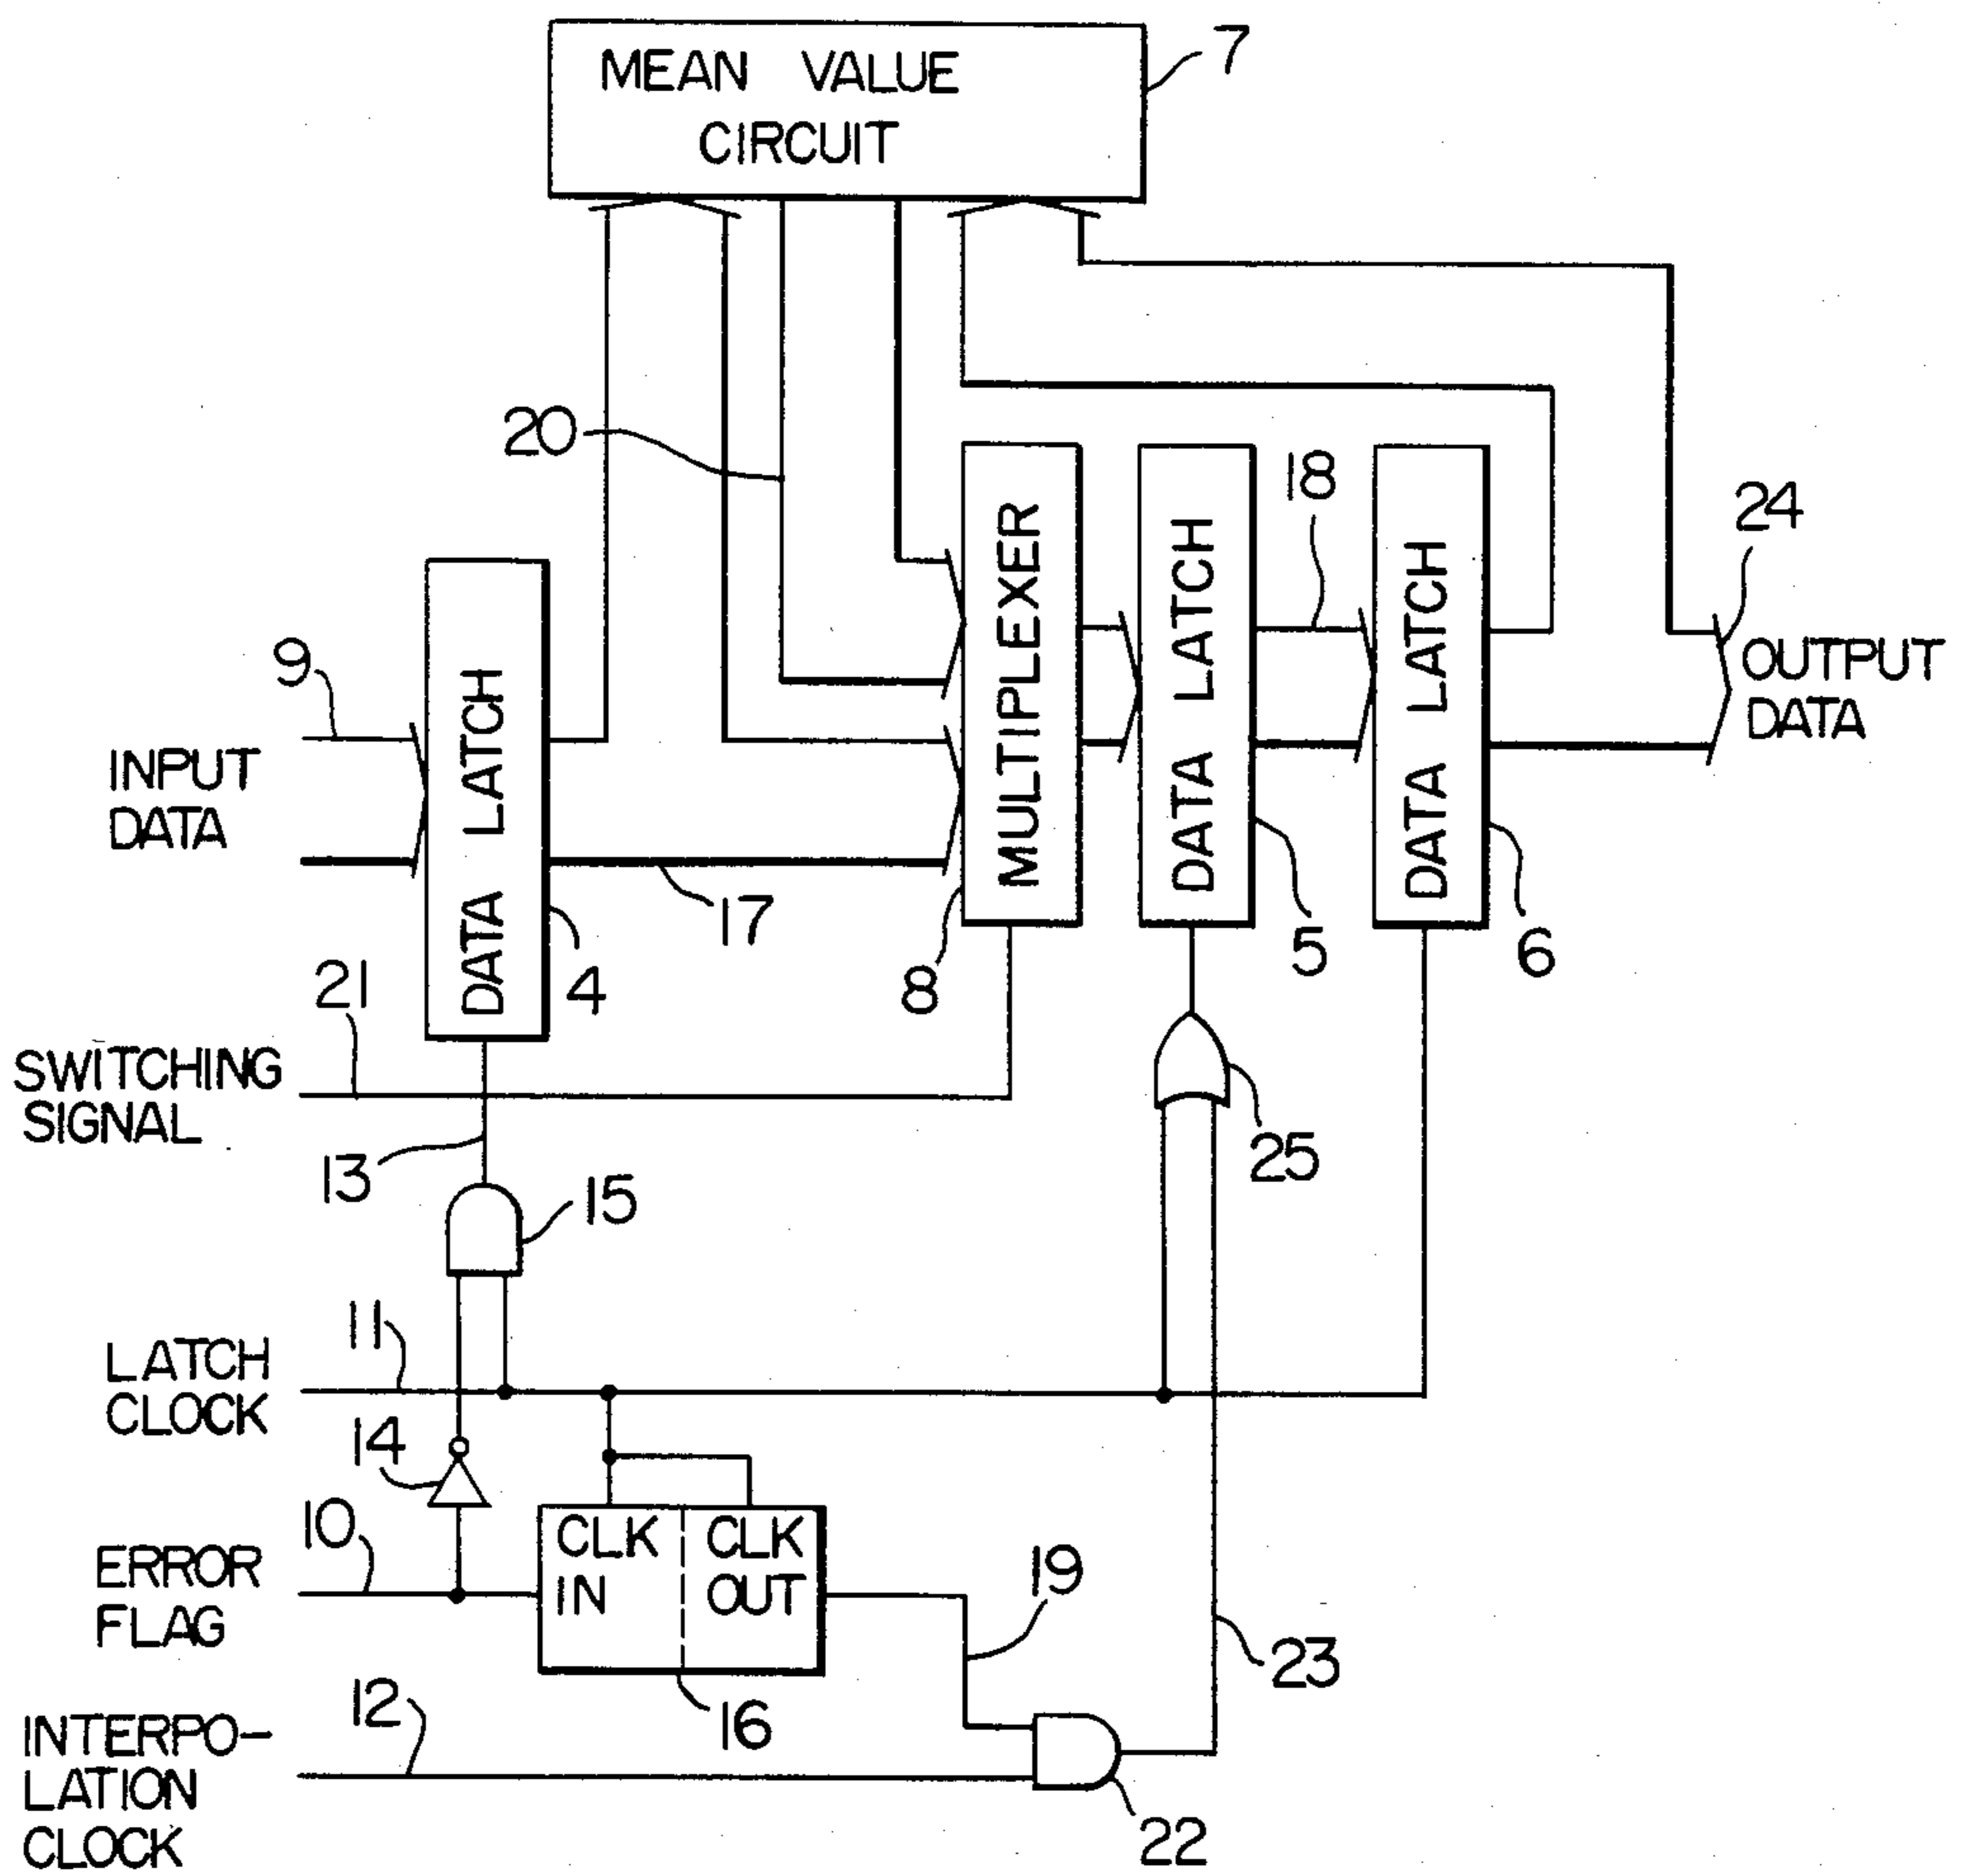 MEAN VALUE
CIRCUIT
7
20
18
24
9
INPUT
DATA
DATA LATCH
MULTIPLEXER
DATA LATCH
DATA LATCH
OUTPUT
DATA
17
4
8
5
6
21
SWITCHING
SIGNAL
13
15
25
11
LATCH
CLOCK
14
10
ERROR
FLAG
CLK
IN
CLK
OUT
19
23
16
12
INTERPO-
LATION
CLOCK
22